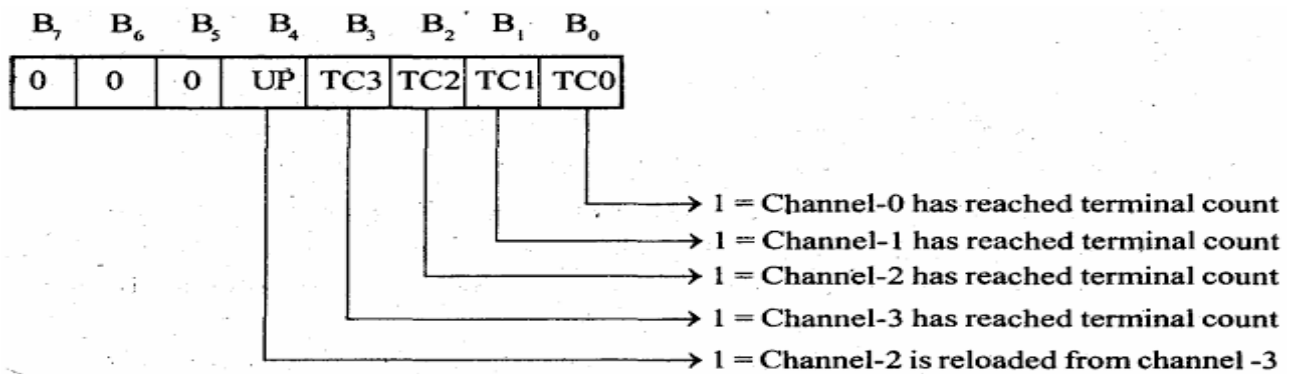 B₇ B₆ B₅ B₄ B₃ B₂ B₁ B₀
0 0 0 UP TC3 TC2 TC1 TC0
1 = Channel-0 has reached terminal count
1 = Channel-1 has reached terminal count
1 = Channel-2 has reached terminal count
1 = Channel-3 has reached terminal count
1 = Channel-2 is reloaded from channel -3